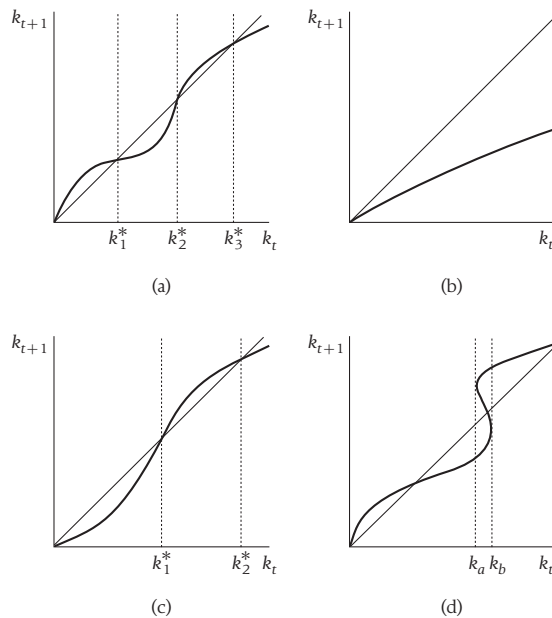 k_{t+1}
k_{t+1}
k_1^* k_2^* k_3^* k_t
k_t
(a)
(b)
k_{t+1}
k_{t+1}
k_1^* k_2^* k_t
k_a k_b k_t
(c)
(d)